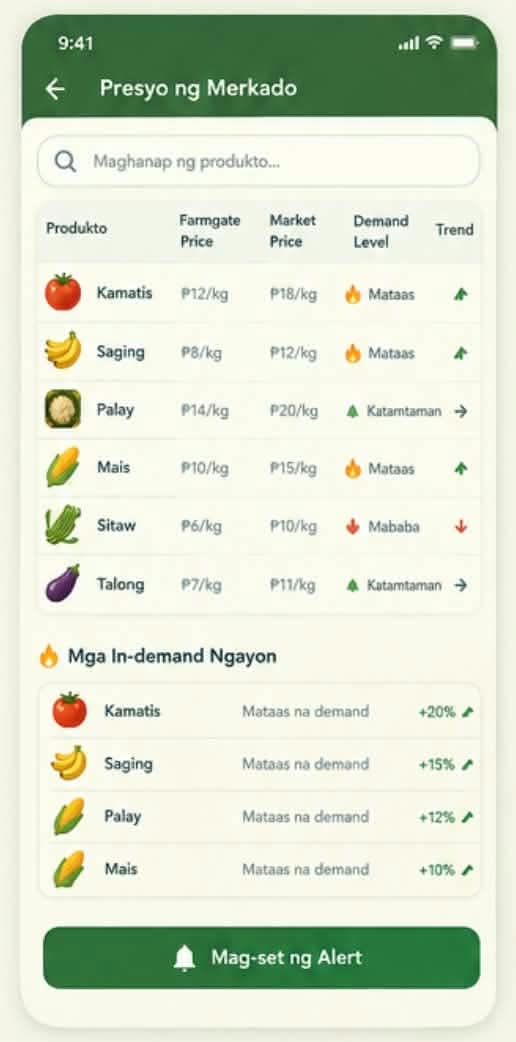 9:41
Presyo ng Merkado
Maghanap ng produkto...
Produkto Farmgate Price Market Price Demand Level Trend
Kamatis ₱12/kg ₱18/kg Mataas
Saging ₱8/kg ₱12/kg Mataas
Palay ₱14/kg ₱20/kg Katamtaman
Mais ₱10/kg ₱15/kg Mataas
Sitaw ₱6/kg ₱10/kg Mababa
Talong ₱7/kg ₱11/kg Katamtaman
Mga In-demand Ngayon
Kamatis Mataas na demand +20%
Saging Mataas na demand +15%
Palay Mataas na demand +12%
Mais Mataas na demand +10%
Mag-set ng Alert